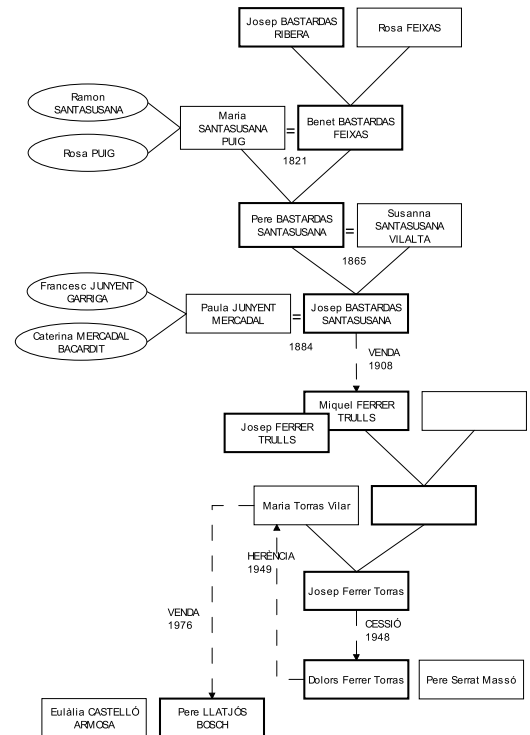 Josep BASTARDAS
RIBERA
Rosa FEIXAS
Ramon
SANTASUSANA
Rosa PUIG
Maria
SANTASUSANA
PUIG
=
Benet BASTARDAS
FEIXAS
1821
Pere BASTARDAS
SANTASUSANA
=
Susanna
SANTASUSANA
VILALTA
1865
Francesc JUNYENT
GARRIGA
Caterina MERCADAL
BACARDIT
Paula JUNYENT
MERCADAL
=
Josep BASTARDAS
SANTASUSANA
1884
VENDA
1908
Miquel FERRER
TRULLS
Josep FERRER
TRULLS
Maria Torras Vilar
HERÈNCIA
1949
Josep Ferrer Torras
VENDA
1976
CESSIÓ
1948
Dolors Ferrer Torras
Pere Serrat Massó
Eulàlia CASTELLÓ
ARMOSA
Pere LLATJÓS
BOSCH